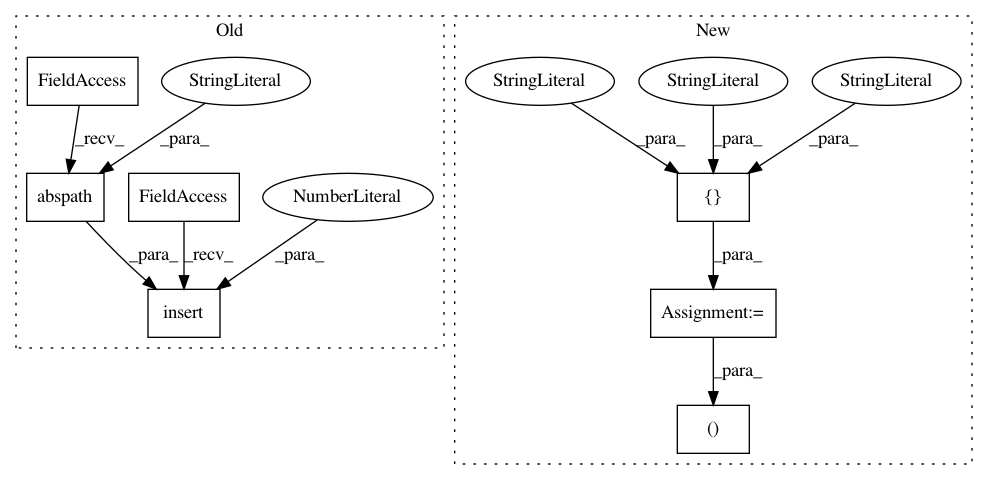 Old
New
FieldAccess
StringLiteral
StringLiteral
StringLiteral
StringLiteral
_recv_
_para_
_para_
_para_
_para_
abspath
FieldAccess
NumberLiteral
{}
_para_
_recv_
_para_
_para_
insert
Assignment:=
_para_
()